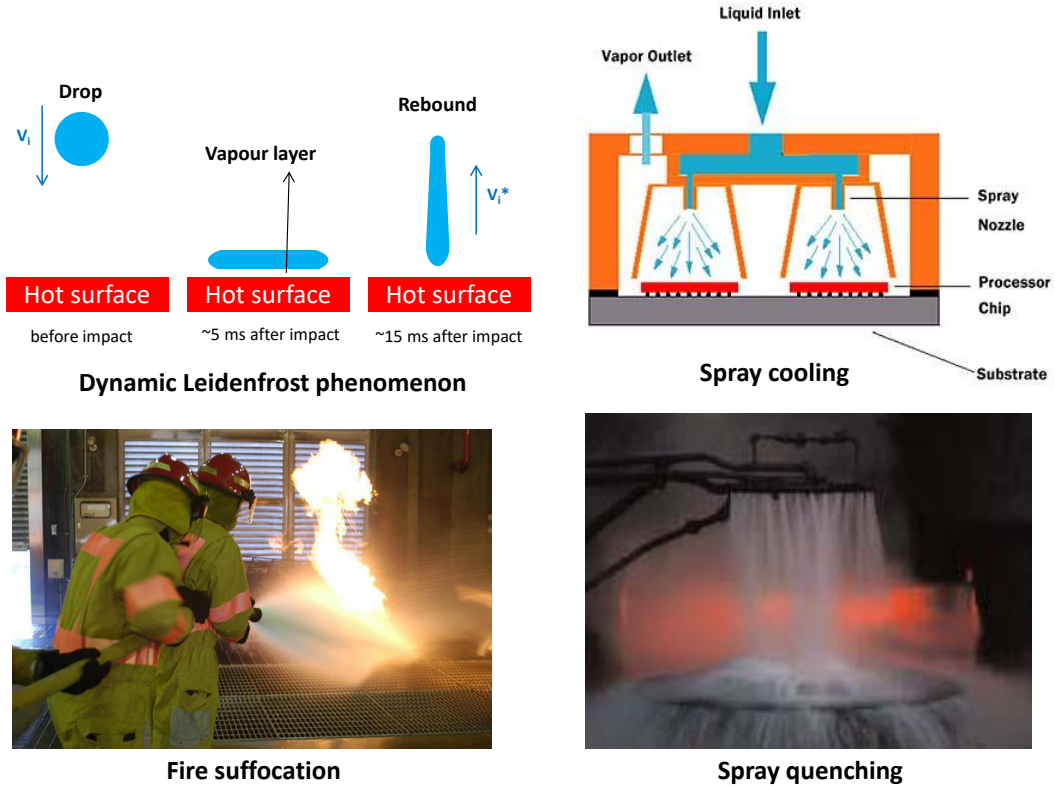 Drop
V_i
Vapour layer
Rebound
V_i*
Hot surface
Hot surface
Hot surface
before impact
~5 ms after impact
~15 ms after impact
Dynamic Leidenfrost phenomenon
Liquid Inlet
Vapor Outlet
Spray
Nozzle
Processor
Chip
Substrate
Spray cooling
Fire suffocation
Spray quenching